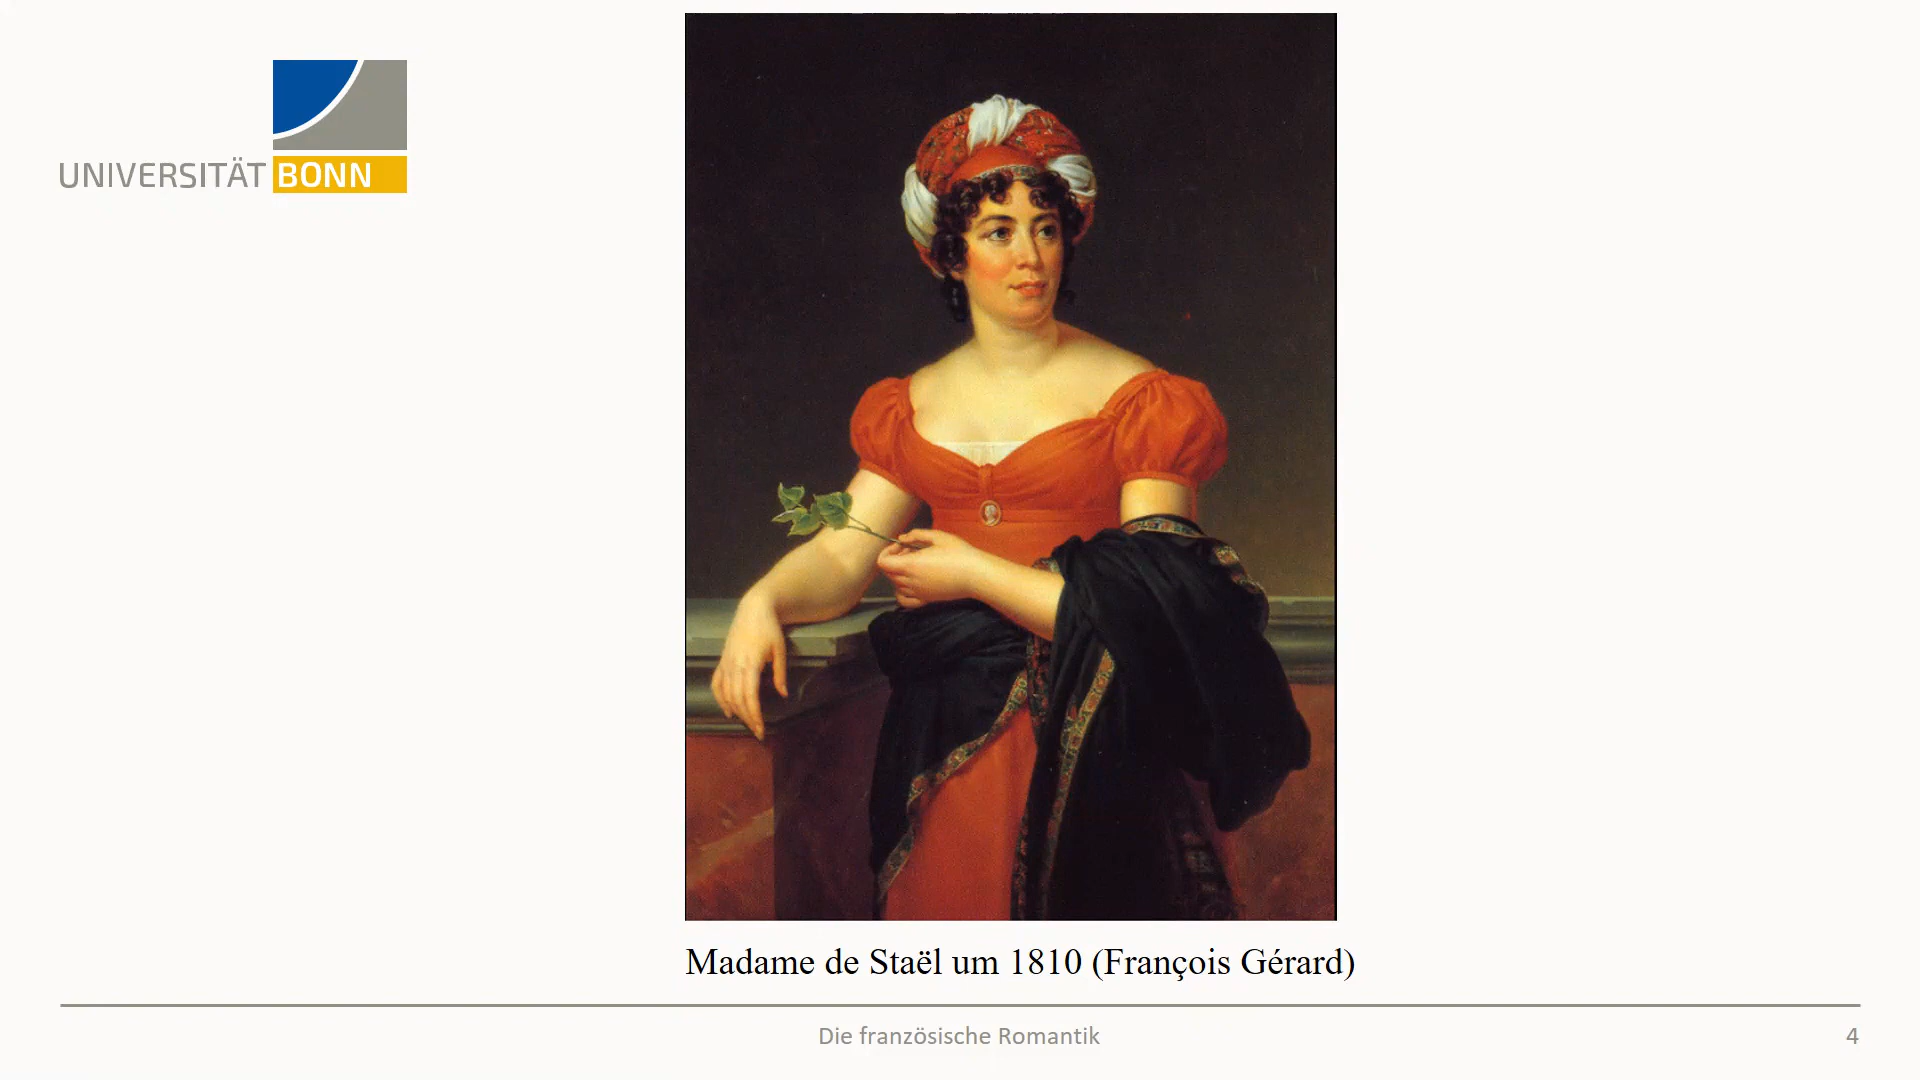 UNIVERSITÄT BONN
Madame de Staël um 1810 (François Gérard)
Die französische Romantik
4